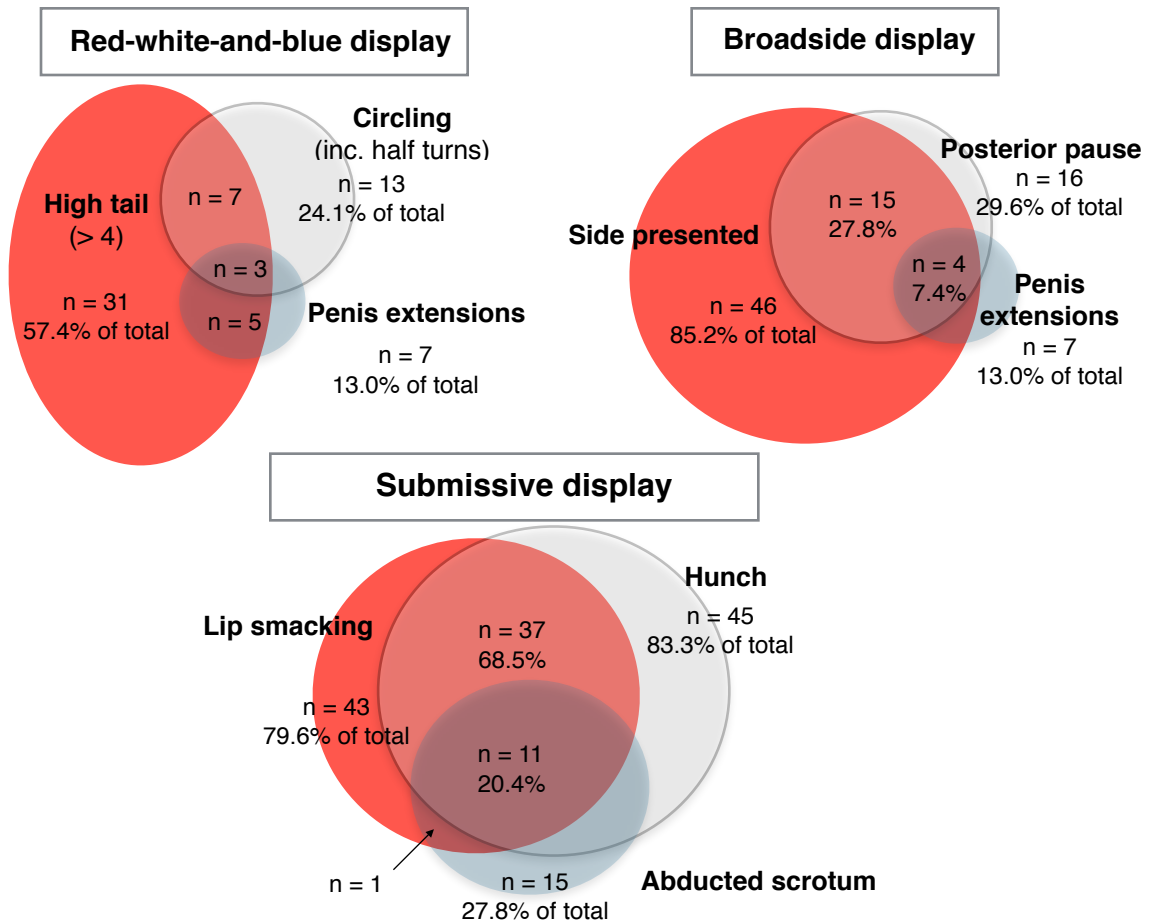 Red-white-and-blue display
Circling
(inc. half turns)
n = 13
24.1% of total
n = 7
High tail
(> 4)
n = 3
n = 31
57.4% of total
n = 5
Penis extensions
n = 7
13.0% of total
Broadside display
Posterior pause
n = 16
29.6% of total
n = 15
27.8%
Side presented
n = 4
7.4%
n = 46
85.2% of total
Penis
extensions
n = 7
13.0% of total
Submissive display
Hunch
n = 45
83.3% of total
Lip smacking
n = 37
68.5%
n = 43
79.6% of total
n = 11
20.4%
n = 1
n = 15
27.8% of total
Abducted scrotum